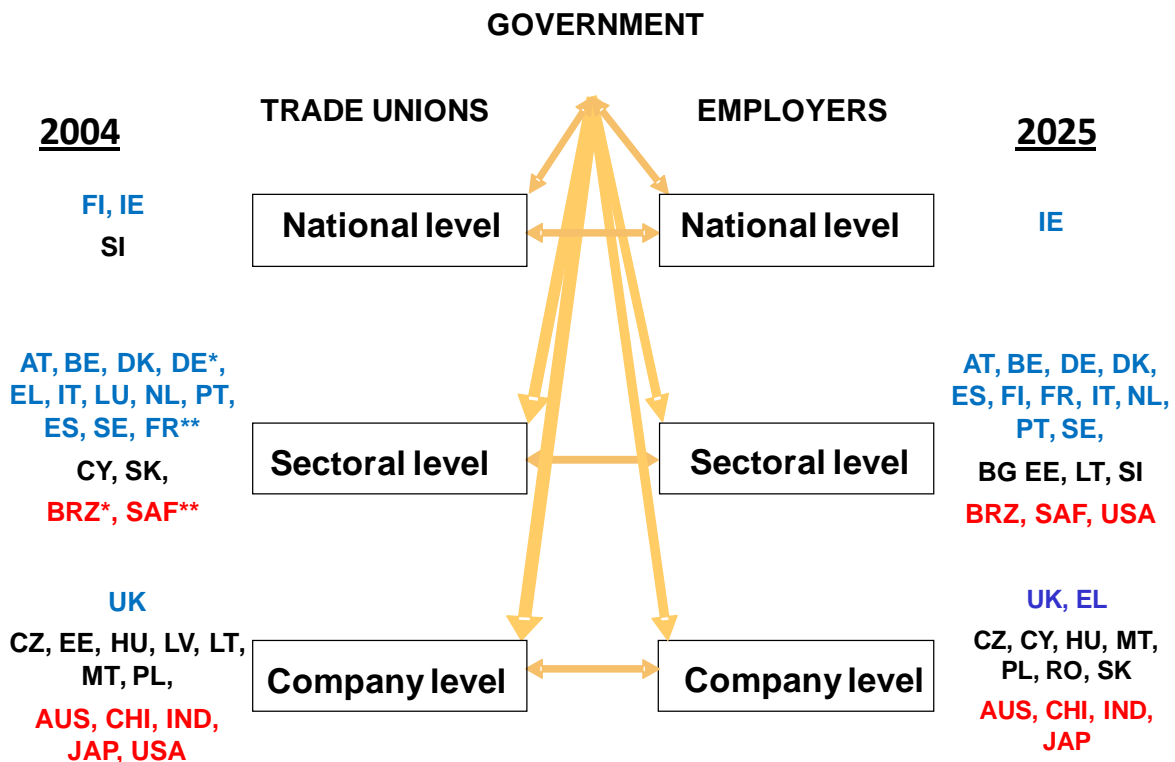 GOVERNMENT
TRADE UNIONS
EMPLOYERS
2004
2025
FI, IE
SI
National level
National level
IE
AT, BE, DK, DE*,
EL, IT, LU, NL, PT,
ES, SE, FR**
CY, SK,
BRZ*, SAF**
Sectoral level
Sectoral level
AT, BE, DE, DK,
ES, FI, FR, IT, NL,
PT, SE,
BG EE, LT, SI
BRZ, SAF, USA
UK
CZ, EE, HU, LV, LT,
MT, PL,
AUS, CHI, IND,
JAP, USA
Company level
Company level
UK, EL
CZ, CY, HU, MT,
PL, RO, SK
AUS, CHI, IND,
JAP